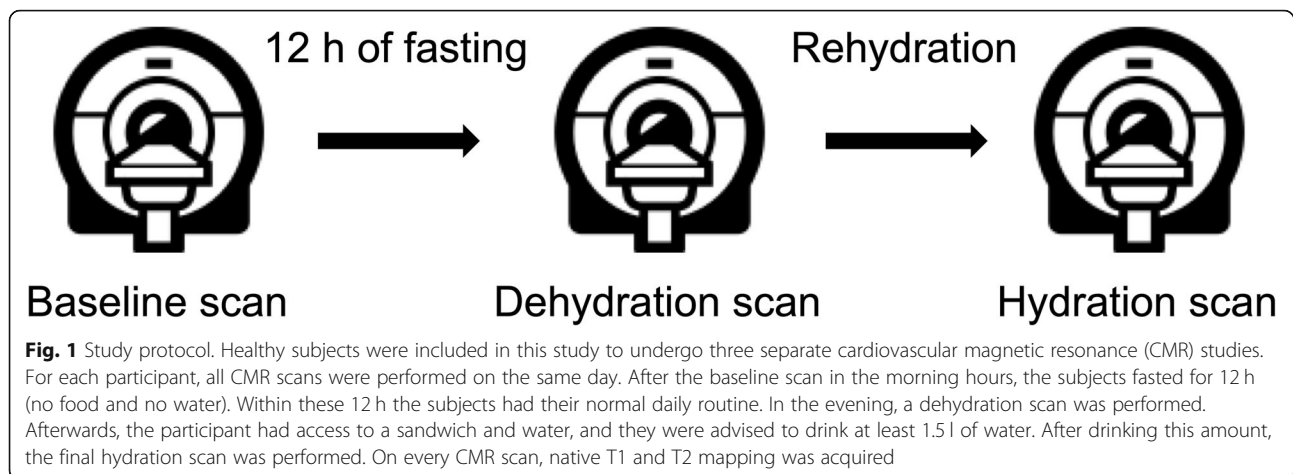 12 h of fasting
Rehydration
Baseline scan
Dehydration scan
Hydration scan
Fig. 1 Study protocol. Healthy subjects were included in this study to undergo three separate cardiovascular magnetic resonance (CMR) studies.
For each participant, all CMR scans were performed on the same day. After the baseline scan in the morning hours, the subjects fasted for 12 h
(no food and no water). Within these 12 h the subjects had their normal daily routine. In the evening, a dehydration scan was performed.
Afterwards, the participant had access to a sandwich and water, and they were advised to drink at least 1.5 l of water. After drinking this amount,
the final hydration scan was performed. On every CMR scan, native T1 and T2 mapping was acquired